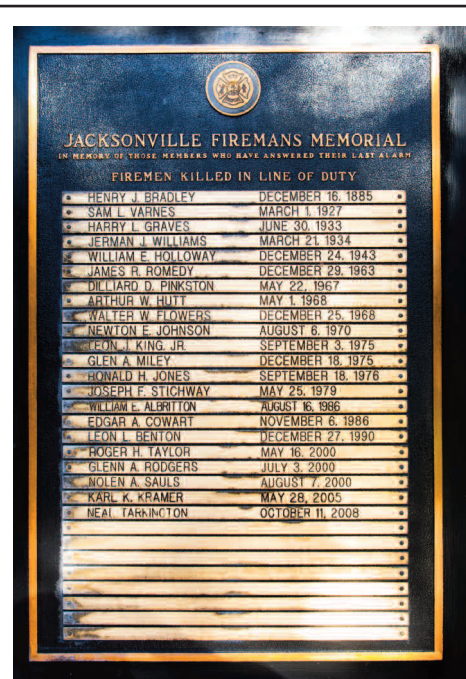 JACKSONVILLE FIREMANS MEMORIAL
IN MEMORY OF THOSE MEMBERS WHO HAVE ANSWERED THEIR LAST ALARM
FIREMEN KILLED IN LINE OF DUTY
HENRY J. BRADLEY DECEMBER 16, 1885
SAM L. VARNES MARCH 1, 1927
HARRY L. GRAVES JUNE 30, 1933
JERMAN J. WILLIAMS MARCH 21, 1934
WILLIAM E. HOLLOWAY DECEMBER 24, 1943
JAMES R. ROMEDY DECEMBER 29, 1963
DILLIARD D. PINKSTON MAY 22, 1967
ARTHUR W. HUTT MAY 1, 1968
WALTER W. FLOWERS DECEMBER 25, 1968
NEWTON E. JOHNSON AUGUST 6, 1970
LEON J. KING, JR. SEPTEMBER 3, 1975
GLEN A. MILEY DECEMBER 18, 1975
RONALD H. JONES SEPTEMBER 18, 1976
JOSEPH F. STICHWAY MAY 25, 1979
WILLIAM E. ALBRITTON AUGUST 16, 1986
EDGAR A. COWART NOVEMBER 6, 1986
LEON L. BENTON DECEMBER 27, 1990
ROGER H. TAYLOR MAY 16, 2000
GLENN A. RODGERS JULY 3, 2000
NOLEN A. SAULS AUGUST 7, 2000
KARL K. KRAMER MAY 28, 2005
NEAL TARKINGTON OCTOBER 11, 2008